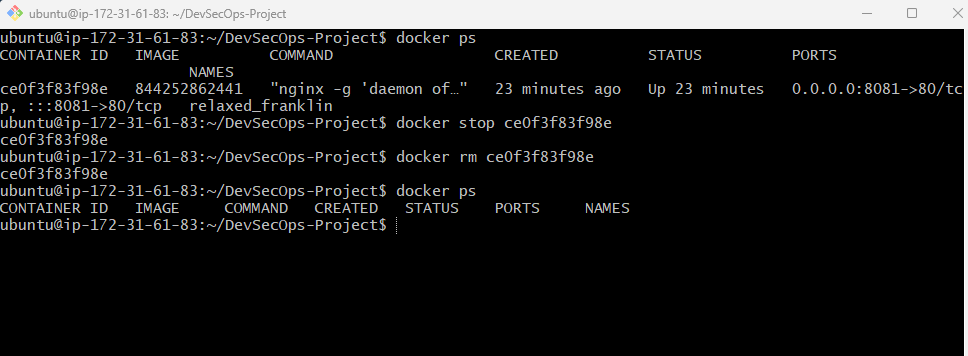 ubuntu@ip-172-31-61-83: ~/DevSecOps-Project
ubuntu@ip-172-31-61-83:~/DevSecOps-Project$ docker ps
CONTAINER ID   IMAGE          COMMAND                  CREATED          STATUS          PORTS
                     NAMES
ce0f3f83f98e   844252862441   "nginx -g 'daemon of…"   23 minutes ago   Up 23 minutes   0.0.0.0:8081->80/tc
p, :::8081->80/tcp   relaxed_franklin
ubuntu@ip-172-31-61-83:~/DevSecOps-Project$ docker stop ce0f3f83f98e
ce0f3f83f98e
ubuntu@ip-172-31-61-83:~/DevSecOps-Project$ docker rm ce0f3f83f98e
ce0f3f83f98e
ubuntu@ip-172-31-61-83:~/DevSecOps-Project$ docker ps
CONTAINER ID   IMAGE     COMMAND   CREATED   STATUS    PORTS     NAMES
ubuntu@ip-172-31-61-83:~/DevSecOps-Project$